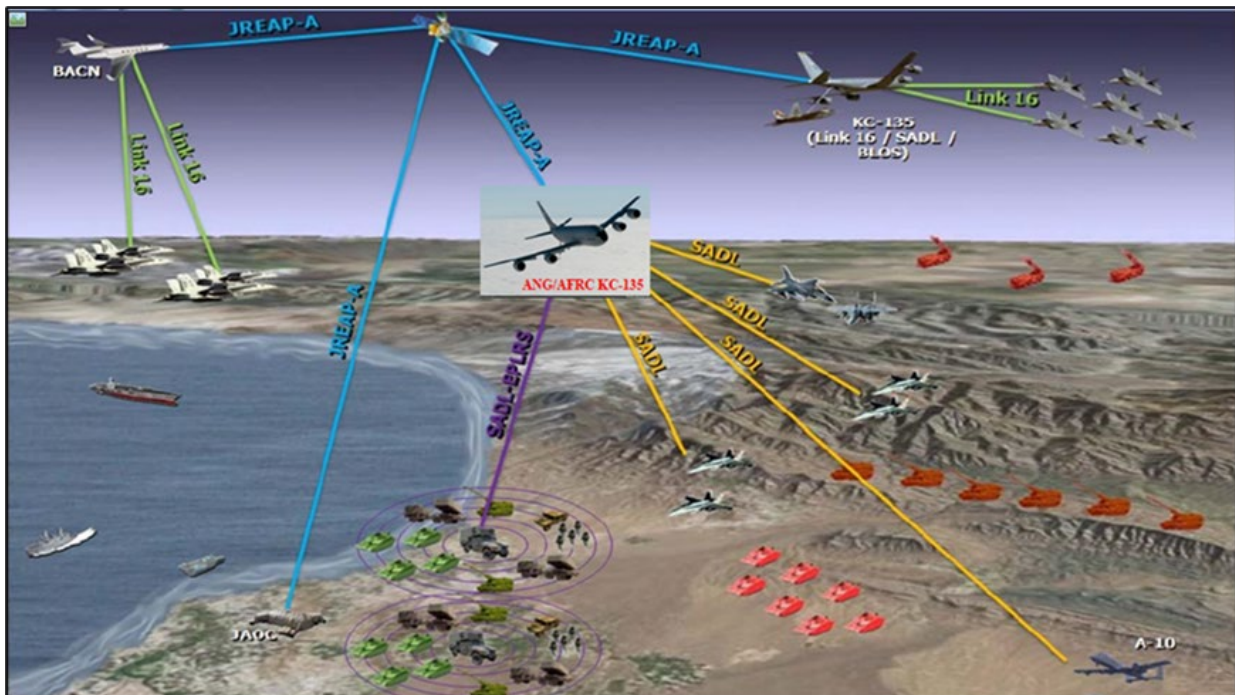 JREAP-A
BACN
JREAP-A
JREAP-A
Link 16
KC-135
(Link 16 / SADL /
BLOS)
Link 16
Link 16
JREAP-A
ANG/AFRC KC-135
SADL
SADL
SADL
SADL
SADL-EPLRS
JAOC
A-10